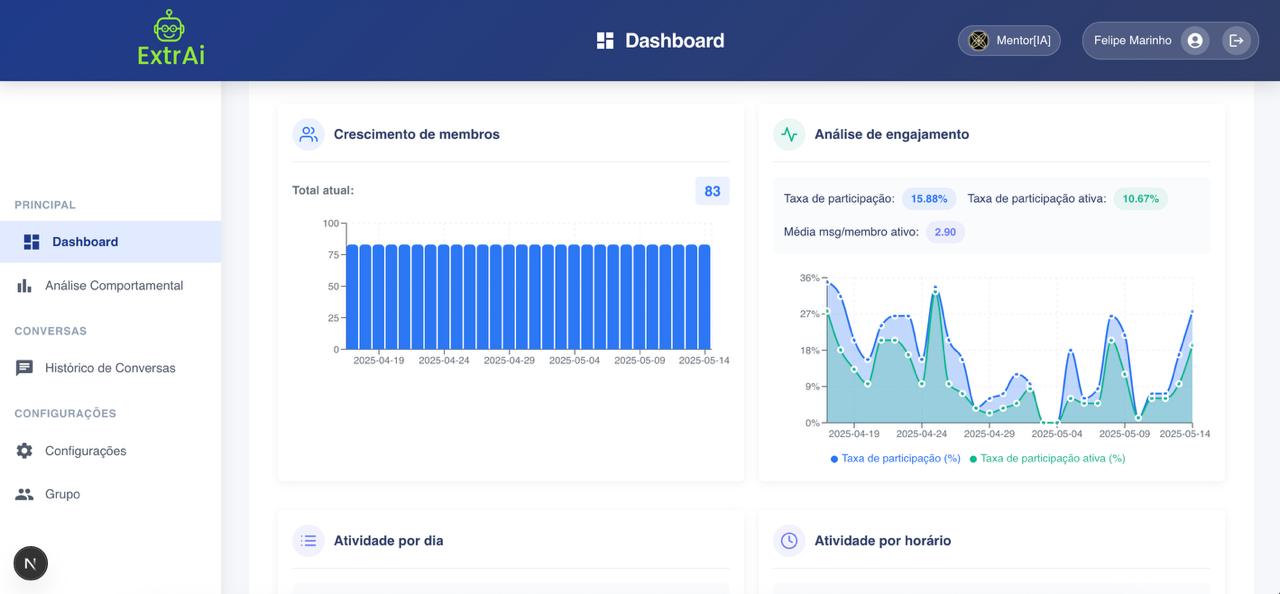 ExtrAi
Dashboard
Mentor[IA]
Felipe Marinho
PRINCIPAL
Dashboard
Análise Comportamental
CONVERSAS
Histórico de Conversas
CONFIGURAÇÕES
Configurações
Grupo
N
Crescimento de membros
Total atual: 83
100
75
50
25
0
2025-04-19 2025-04-24 2025-04-29 2025-05-04 2025-05-09 2025-05-14
Análise de engajamento
Taxa de participação: 15.88% Taxa de participação ativa: 10.67%
Média msg/membro ativo: 2.90
36%
27%
18%
9%
0%
2025-04-19 2025-04-24 2025-04-29 2025-05-04 2025-05-09 2025-05-14
Taxa de participação (%) Taxa de participação ativa (%)
Atividade por dia
Atividade por horário